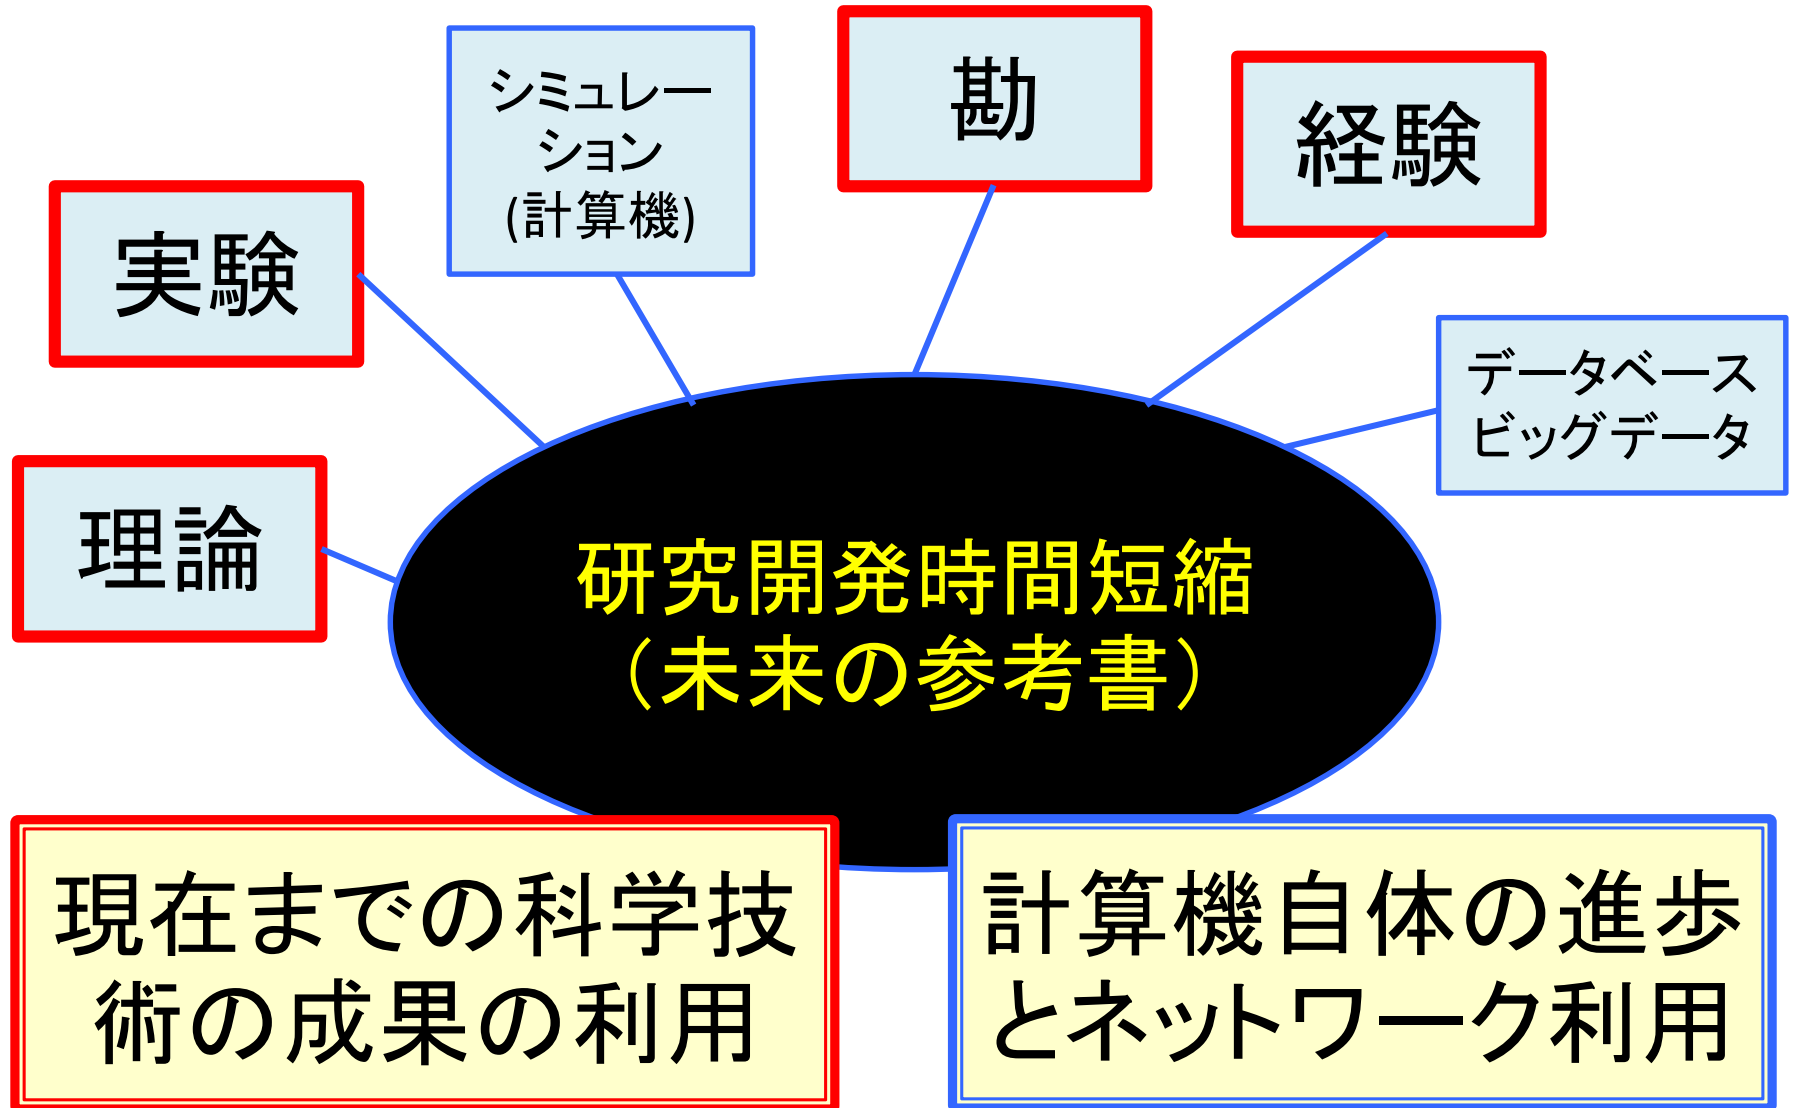 シミュレー
ション
(計算機)
勘
経験
実験
データベース
ビッグデータ
理論
研究開発時間短縮
（未来の参考書）
現在までの科学技
術の成果の利用
計算機自体の進歩
とネットワーク利用